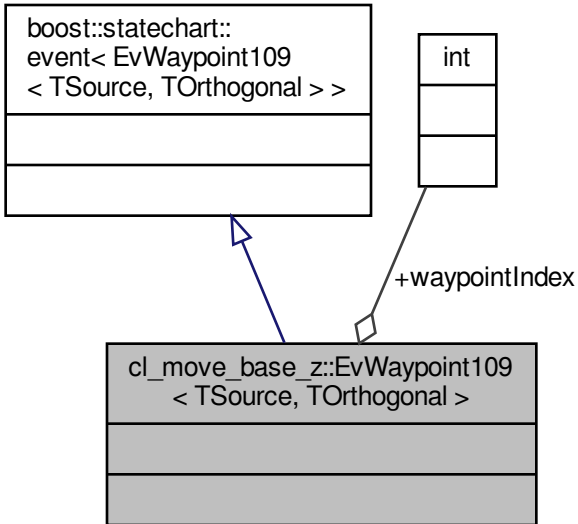 boost::statechart::
event< EvWaypoint109
< TSource, TOrthogonal > >
int
+waypointIndex
cl_move_base_z::EvWaypoint109
< TSource, TOrthogonal >